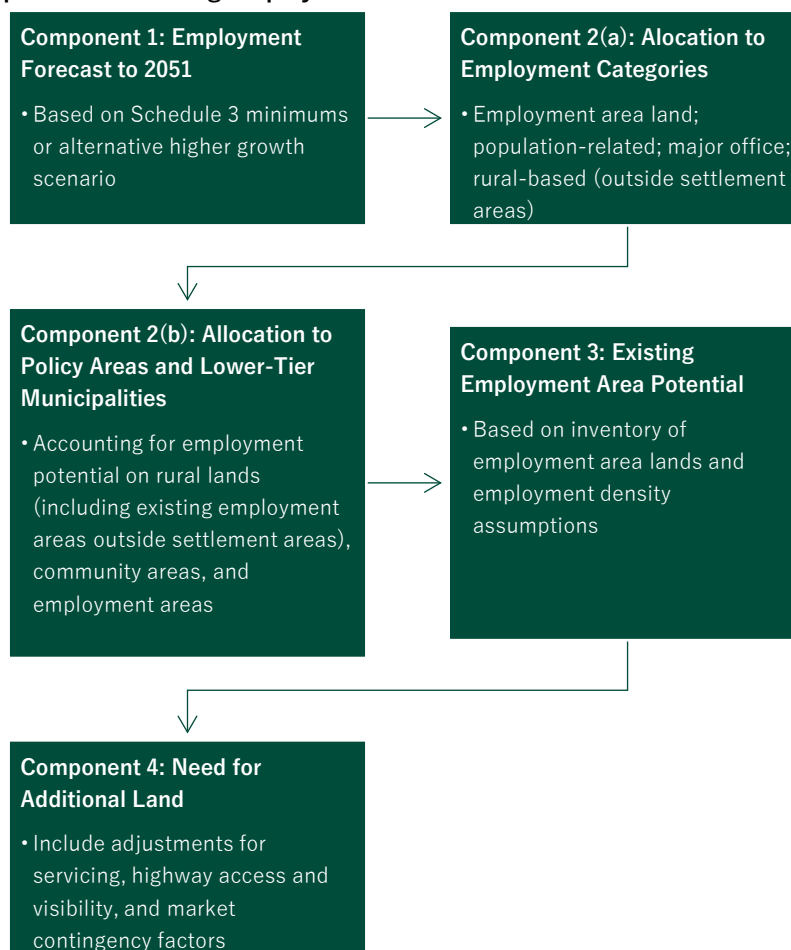 Component 1: Employment
Forecast to 2051
• Based on Schedule 3 minimums
or alternative higher growth
scenario
Component 2(a): Alocation to
Employment Categories
• Employment area land;
population-related; major office;
rural-based (outside settlement
areas)
Component 2(b): Allocation to
Policy Areas and Lower-Tier
Municipalities
• Accounting for employment
potential on rural lands
(including existing employment
areas outside settlement areas),
community areas, and
employment areas
Component 3: Existing
Employment Area Potential
• Based on inventory of
employment area lands and
employment density
assumptions
Component 4: Need for
Additional Land
• Include adjustments for
servicing, highway access and
visibility, and market
contingency factors